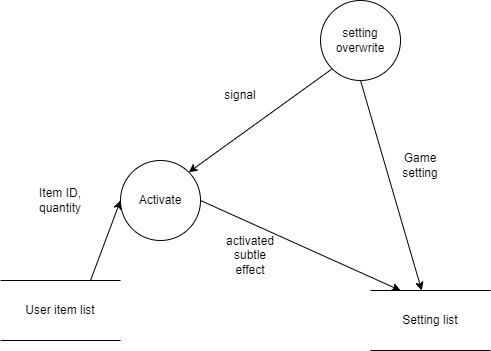 setting
overwrite
signal
Game
setting
Item ID,
quantity
Activate
activated
subtle
effect
User item list
Setting list